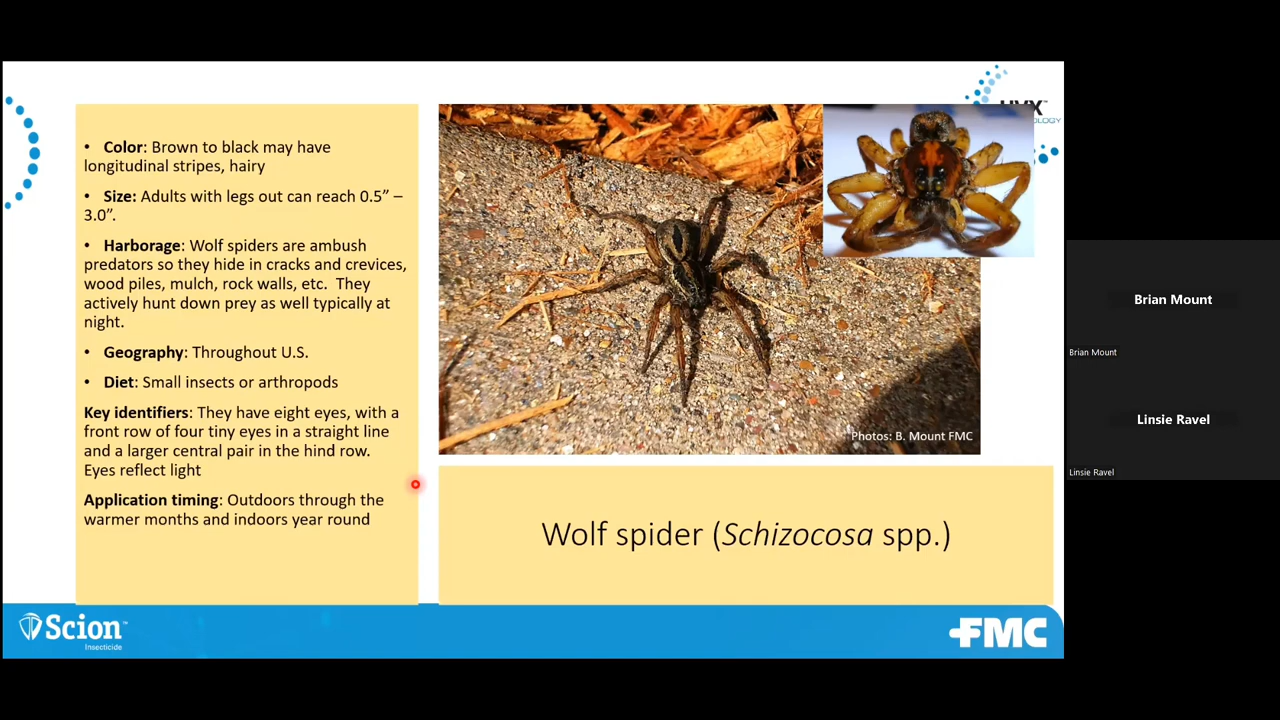 • Color: Brown to black may have
longitudinal stripes, hairy
• Size: Adults with legs out can reach 0.5” –
3.0”.
• Harborage: Wolf spiders are ambush
predators so they hide in cracks and crevices,
wood piles, mulch, rock walls, etc. They
actively hunt down prey as well typically at
night.
• Geography: Throughout U.S.
• Diet: Small insects or arthropods
Key identifiers: They have eight eyes, with a
front row of four tiny eyes in a straight line
and a larger central pair in the hind row.
Eyes reflect light
Application timing: Outdoors through the
warmer months and indoors year round
Photos: B. Mount FMC
Wolf spider (Schizocosa spp.)
Scion™
Insecticide
FMC
Brian Mount
Brian Mount
Linsie Ravel
Linsie Ravel